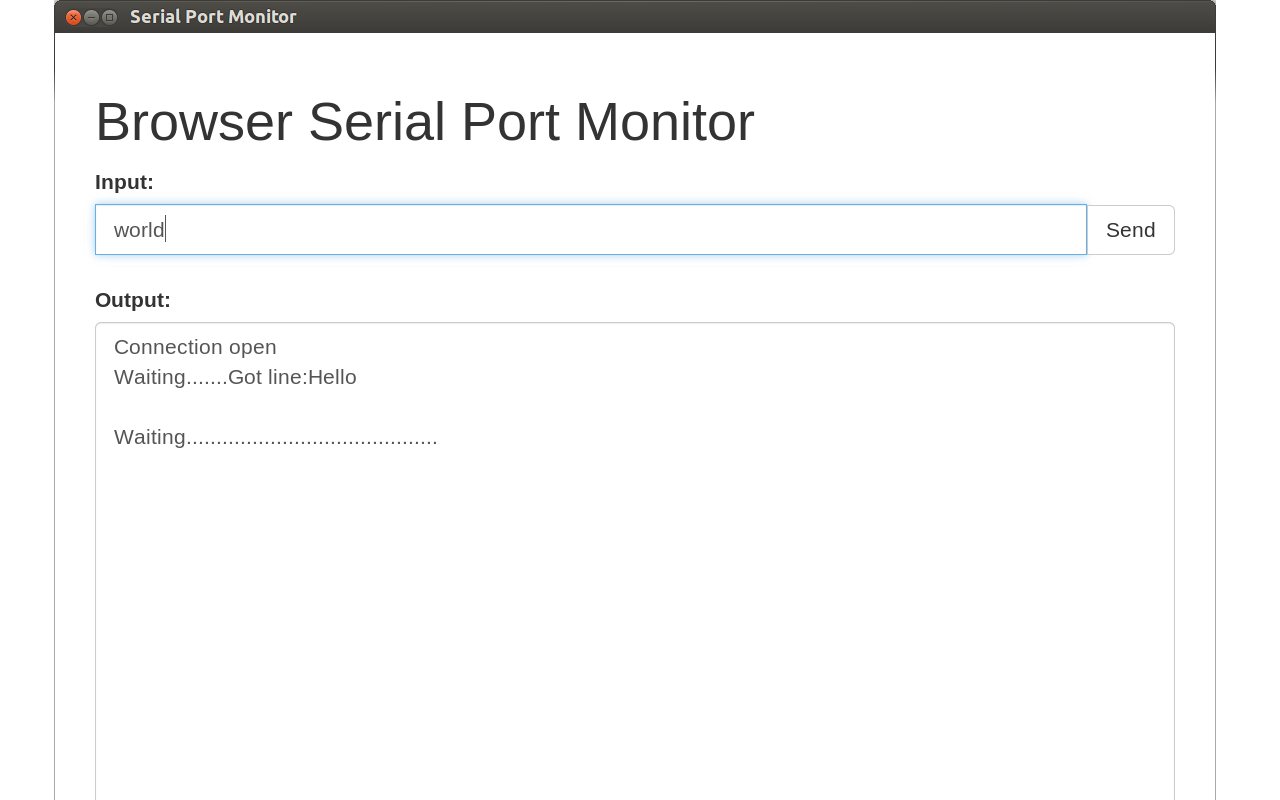 Serial Port Monitor
Browser Serial Port Monitor
Input:
world
Send
Output:
Connection open
Waiting.......Got line:Hello
Waiting..........................................